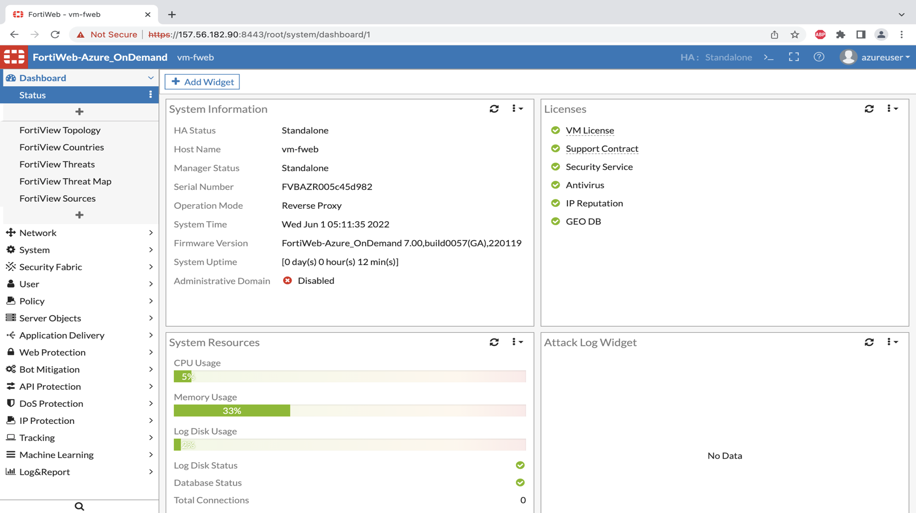 FortiWeb - vm-fweb
Not Secure | https://157.56.182.90:8443/root/system/dashboard/1
ABP
FortiWeb-Azure_OnDemand vm-fweb HA: Standalone >_ azureuser
Dashboard
Status
FortiView Topology
FortiView Countries
FortiView Threats
FortiView Threat Map
FortiView Sources
Network
System
Security Fabric
User
Policy
Server Objects
Application Delivery
Web Protection
Bot Mitigation
API Protection
DoS Protection
IP Protection
Tracking
Machine Learning
Log&Report
+ Add Widget
System Information
HA Status Standalone
Host Name vm-fweb
Manager Status Standalone
Serial Number FVBAZR005c45d982
Operation Mode Reverse Proxy
System Time Wed Jun 1 05:11:35 2022
Firmware Version FortiWeb-Azure_OnDemand 7.00,build0057(GA),220119
System Uptime [0 day(s) 0 hour(s) 12 min(s)]
Administrative Domain Disabled
Licenses
VM License
Support Contract
Security Service
Antivirus
IP Reputation
GEO DB
System Resources
CPU Usage
5%
Memory Usage
33%
Log Disk Usage
Log Disk Status
Database Status
Total Connections 0
Attack Log Widget
No Data